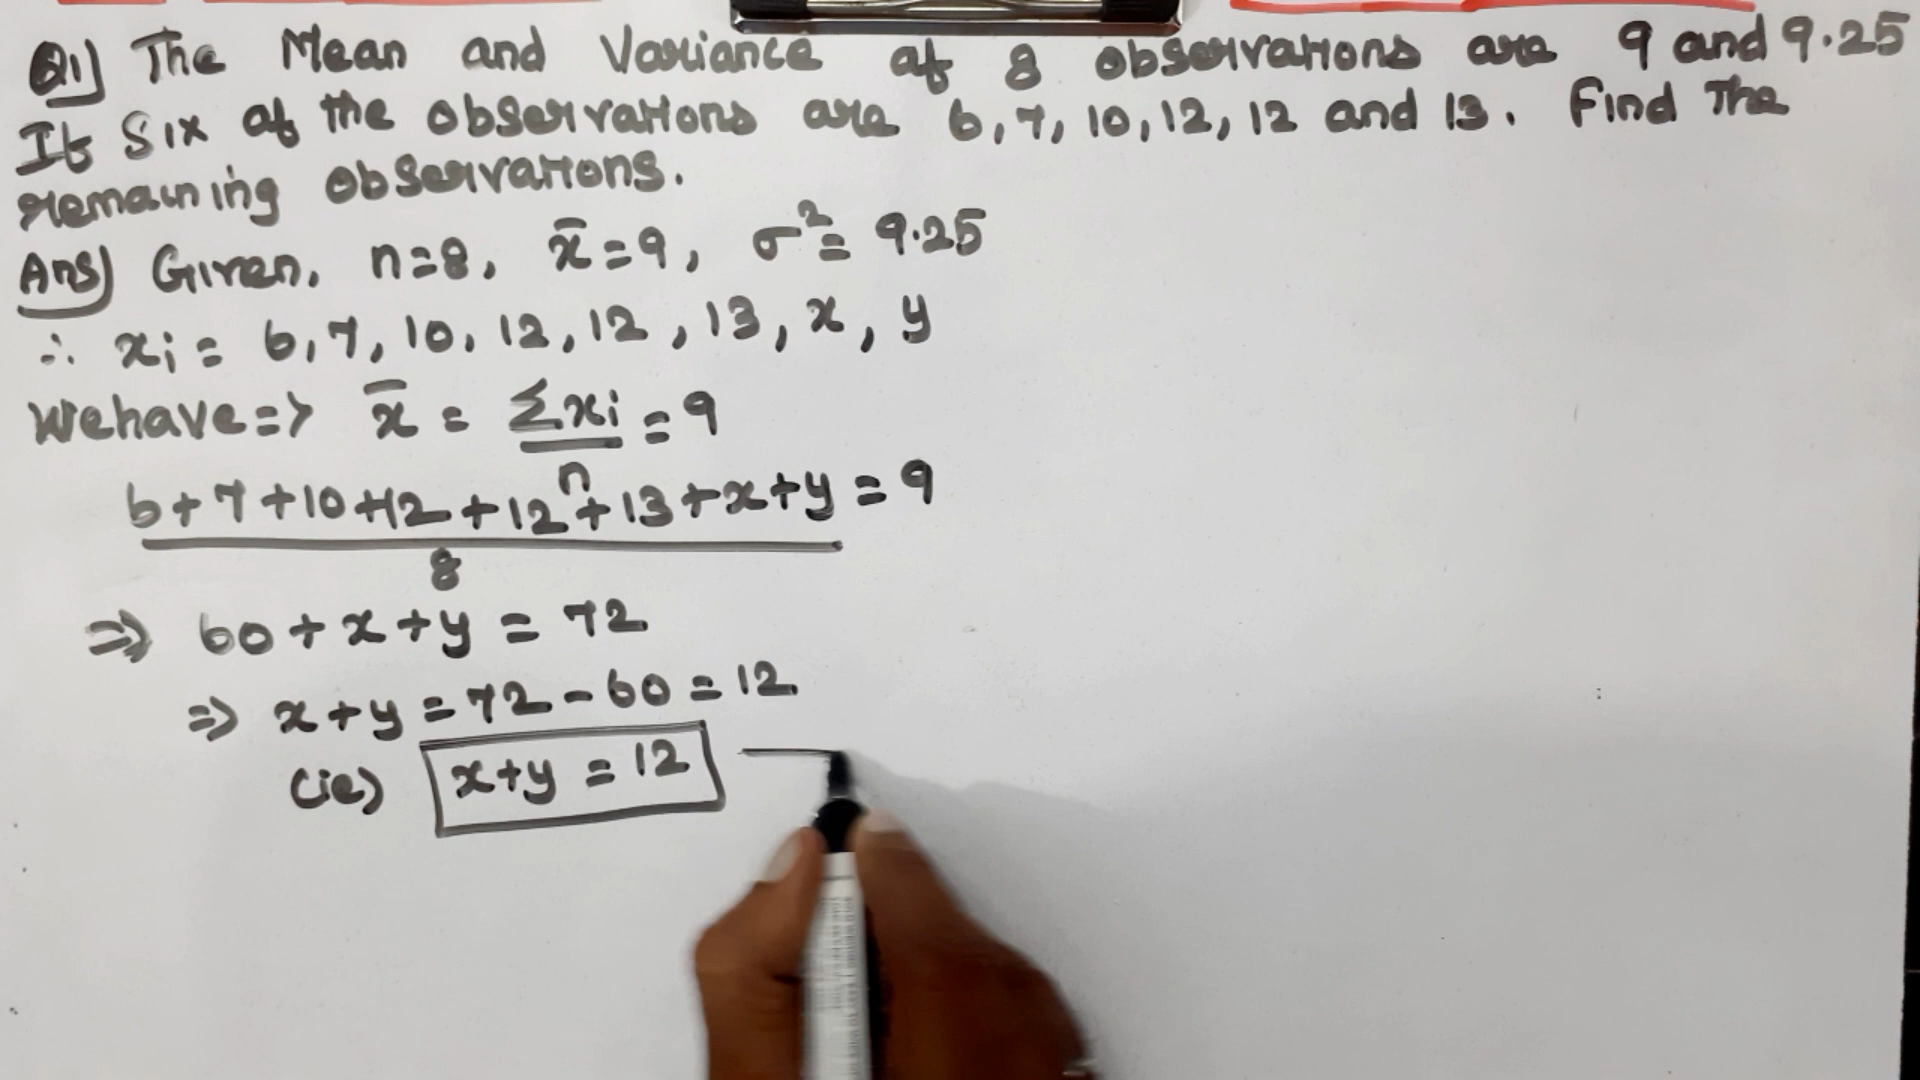 Q1) The Mean and Variance of 8 observations are 9 and 9.25
If Six of the observations are 6, 7, 10, 12, 12 and 13. Find The
remaining observations.
Ans) Given, n=8, x̄=9, σ²= 9.25
∴ xᵢ = 6, 7, 10, 12, 12, 13, x, y
We have => x̄ = Σxᵢ/n = 9
(6+7+10+12+12+13+x+y)/8 = 9
=> 60+x+y = 72
=> x+y = 72-60 = 12
(ie) x+y = 12